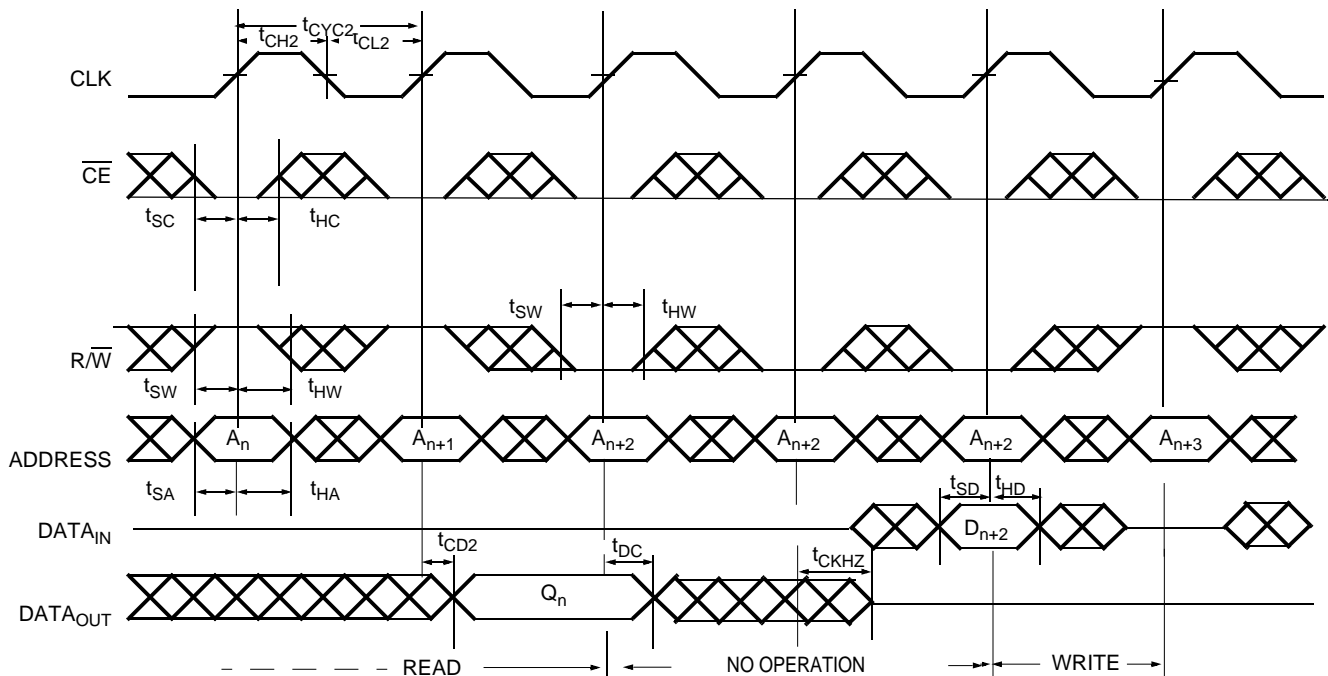 tCYC2
tCH2 tCL2
CLK
CE
tSC tHC
tSW tHW
R/W
tSW tHW
An An+1 An+2 An+2 An+2 An+3
ADDRESS
tSA tHA tSD tHD
DATAIN Dn+2
tCD2 tDC tCKHZ
Qn
DATAOUT
READ NO OPERATION WRITE